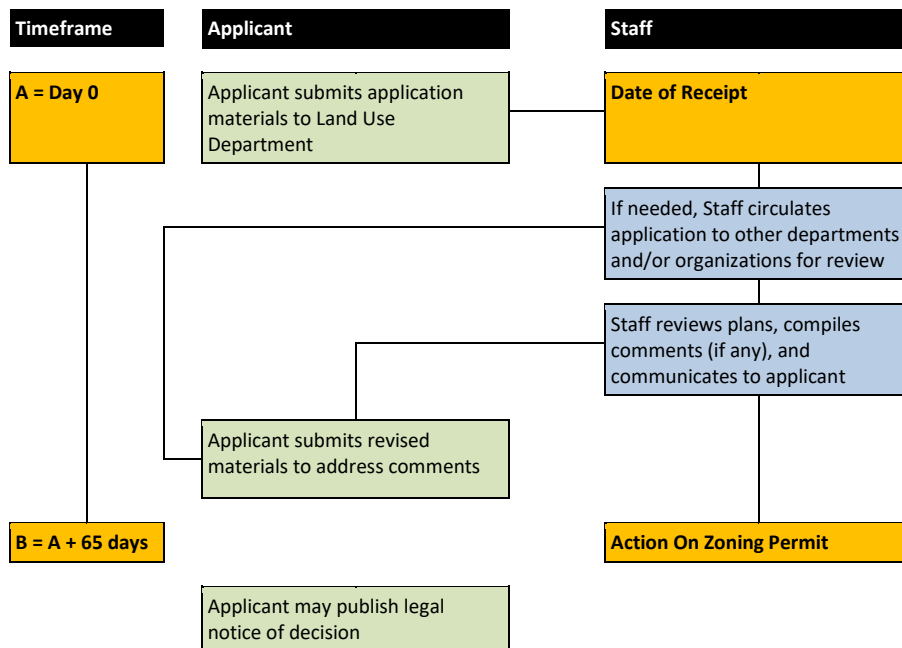 Timeframe
Applicant
Staff
A = Day 0
Applicant submits application
materials to Land Use
Department
Date of Receipt
If needed, Staff circulates
application to other departments
and/or organizations for review
Staff reviews plans, compiles
comments (if any), and
communicates to applicant
Applicant submits revised
materials to address comments
B = A + 65 days
Action On Zoning Permit
Applicant may publish legal
notice of decision